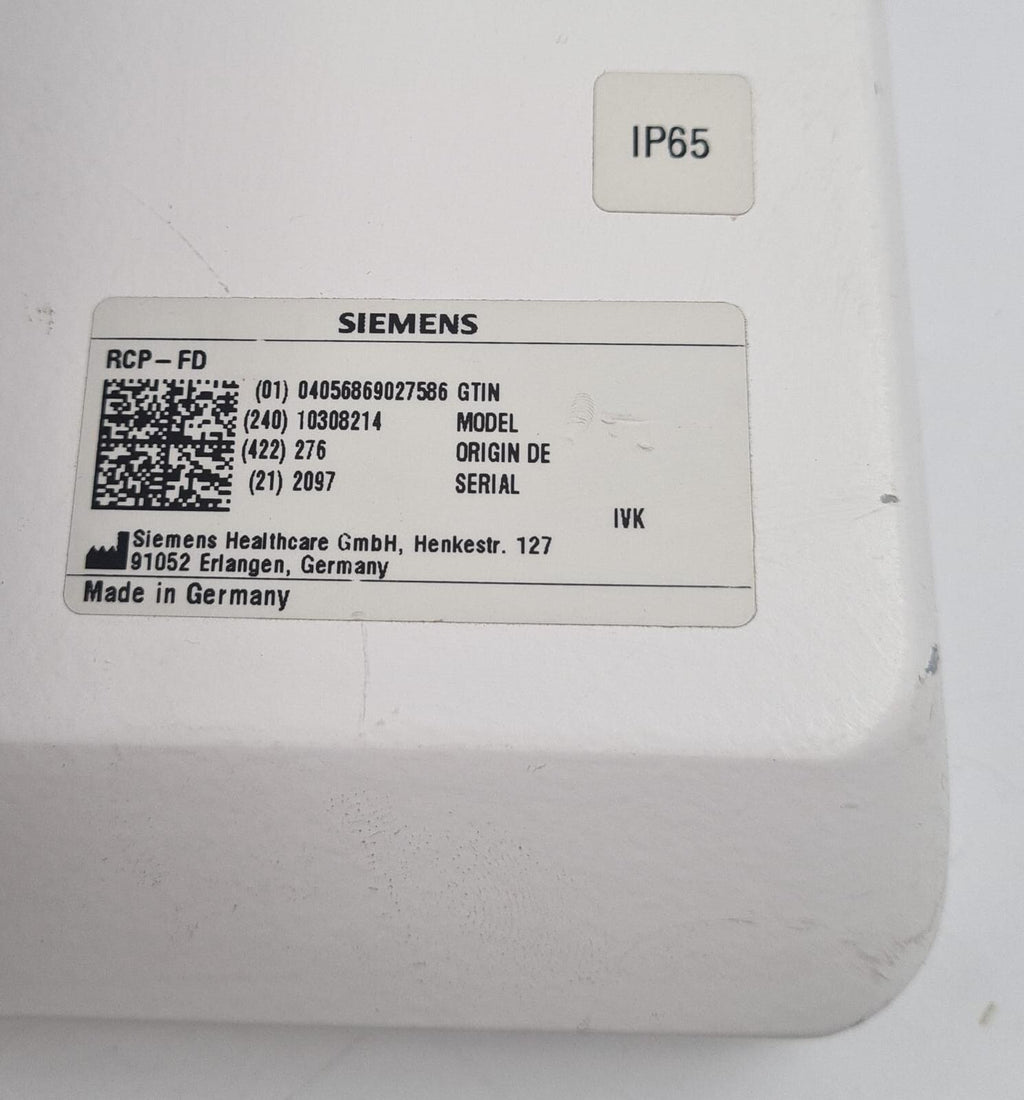 IP65
SIEMENS
RCP-FD
(01) 04056869027586 GTIN
(240) 10308214 MODEL
(422) 276 ORIGIN DE
(21) 2097 SERIAL
IVK
Siemens Healthcare GmbH, Henkestr. 127
91052 Erlangen, Germany
Made in Germany